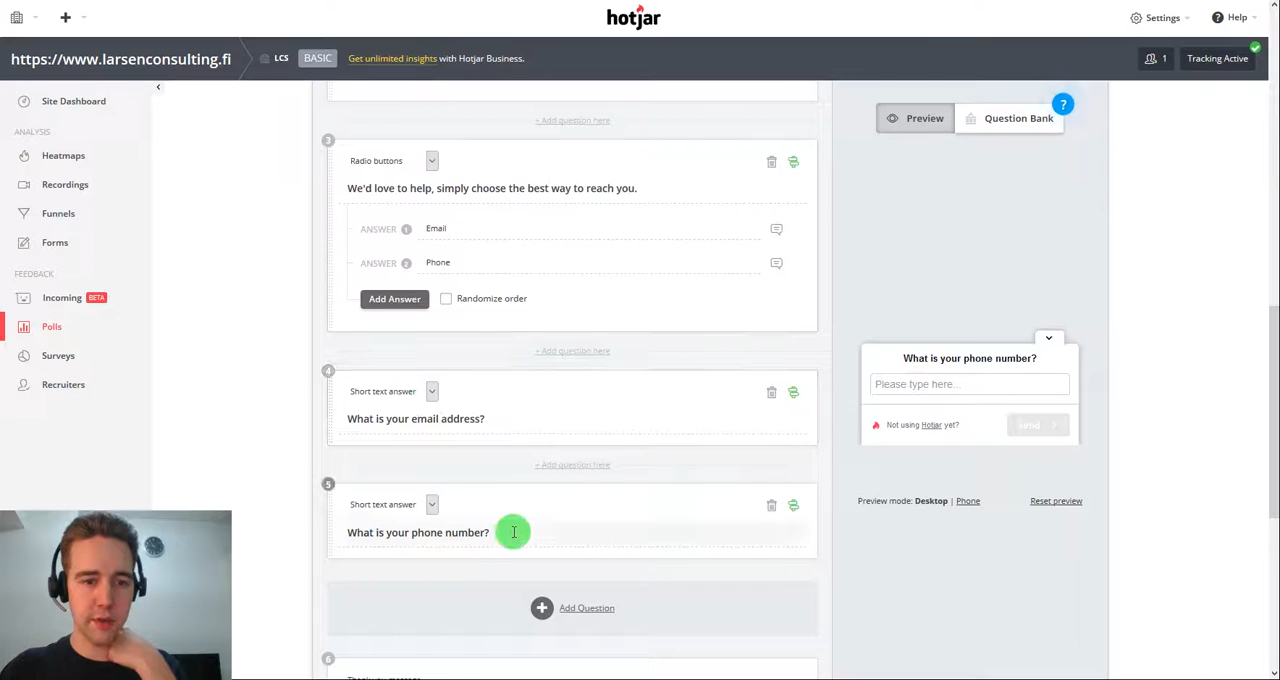 hotjar
Settings
? Help
https://www.larsenconsulting.fi
LCS
BASIC
Get unlimited insights with Hotjar Business.
1
Tracking Active
Site Dashboard
ANALYSIS
Heatmaps
Recordings
Funnels
Forms
FEEDBACK
Incoming BETA
Polls
Surveys
Recruiters
+ Add question here
3
Radio buttons
We'd love to help, simply choose the best way to reach you.
ANSWER 1 Email
ANSWER 2 Phone
Add Answer
Randomize order
+ Add question here
4
Short text answer
What is your email address?
+ Add question here
5
Short text answer
What is your phone number?
Add Question
6
Preview
Question Bank
?
What is your phone number?
Please type here...
Not using Hotjar yet?
Send
Preview mode: Desktop | Phone
Reset preview